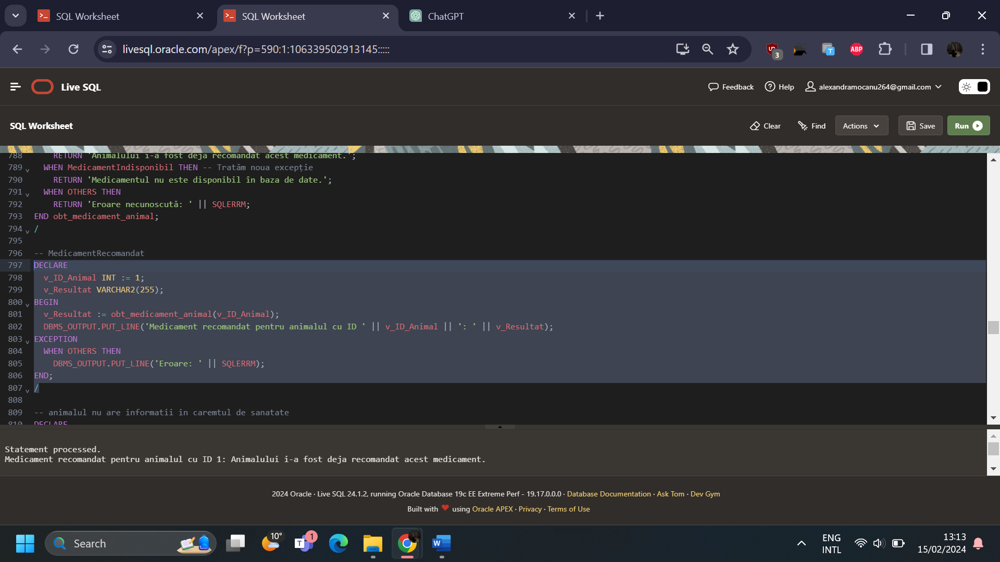 SQL Worksheet
SQL Worksheet
ChatGPT
livesql.oracle.com/apex/f?p=590:1:106339502913145:::::
3
ABP
Live SQL
Feedback
Help
alexandramocanu264@gmail.com
SQL Worksheet
Clear
Find
Actions
Save
Run
788 RETURN 'Animalului i-a fost deja recomandat acest medicament.';
789 WHEN MedicamentIndisponibil THEN -- Tratăm noua excepție
790 RETURN 'Medicamentul nu este disponibil în baza de date.';
791 WHEN OTHERS THEN
792 RETURN 'Eroare necunoscută: ' || SQLERRM;
793 END obt_medicament_animal;
794 /
795
796 -- MedicamentRecomandat
797 DECLARE
798 v_ID_Animal INT := 1;
799 v_Resultat VARCHAR2(255);
800 BEGIN
801 v_Resultat := obt_medicament_animal(v_ID_Animal);
802 DBMS_OUTPUT.PUT_LINE('Medicament recomandat pentru animalul cu ID ' || v_ID_Animal || ': ' || v_Resultat);
803 EXCEPTION
804 WHEN OTHERS THEN
805 DBMS_OUTPUT.PUT_LINE('Eroare: ' || SQLERRM);
806 END;
807 /
808
809 -- animalul nu are informatii in caremtul de sanatate
810 DECLARE
Statement processed.
Medicament recomandat pentru animalul cu ID 1: Animalului i-a fost deja recomandat acest medicament.
2024 Oracle · Live SQL 24.1.2, running Oracle Database 19c EE Extreme Perf - 19.17.0.0.0 · Database Documentation · Ask Tom · Dev Gym
Built with ❤ using Oracle APEX · Privacy · Terms of Use
Search
10°
T
1
W
ENG
INTL
13:13
15/02/2024